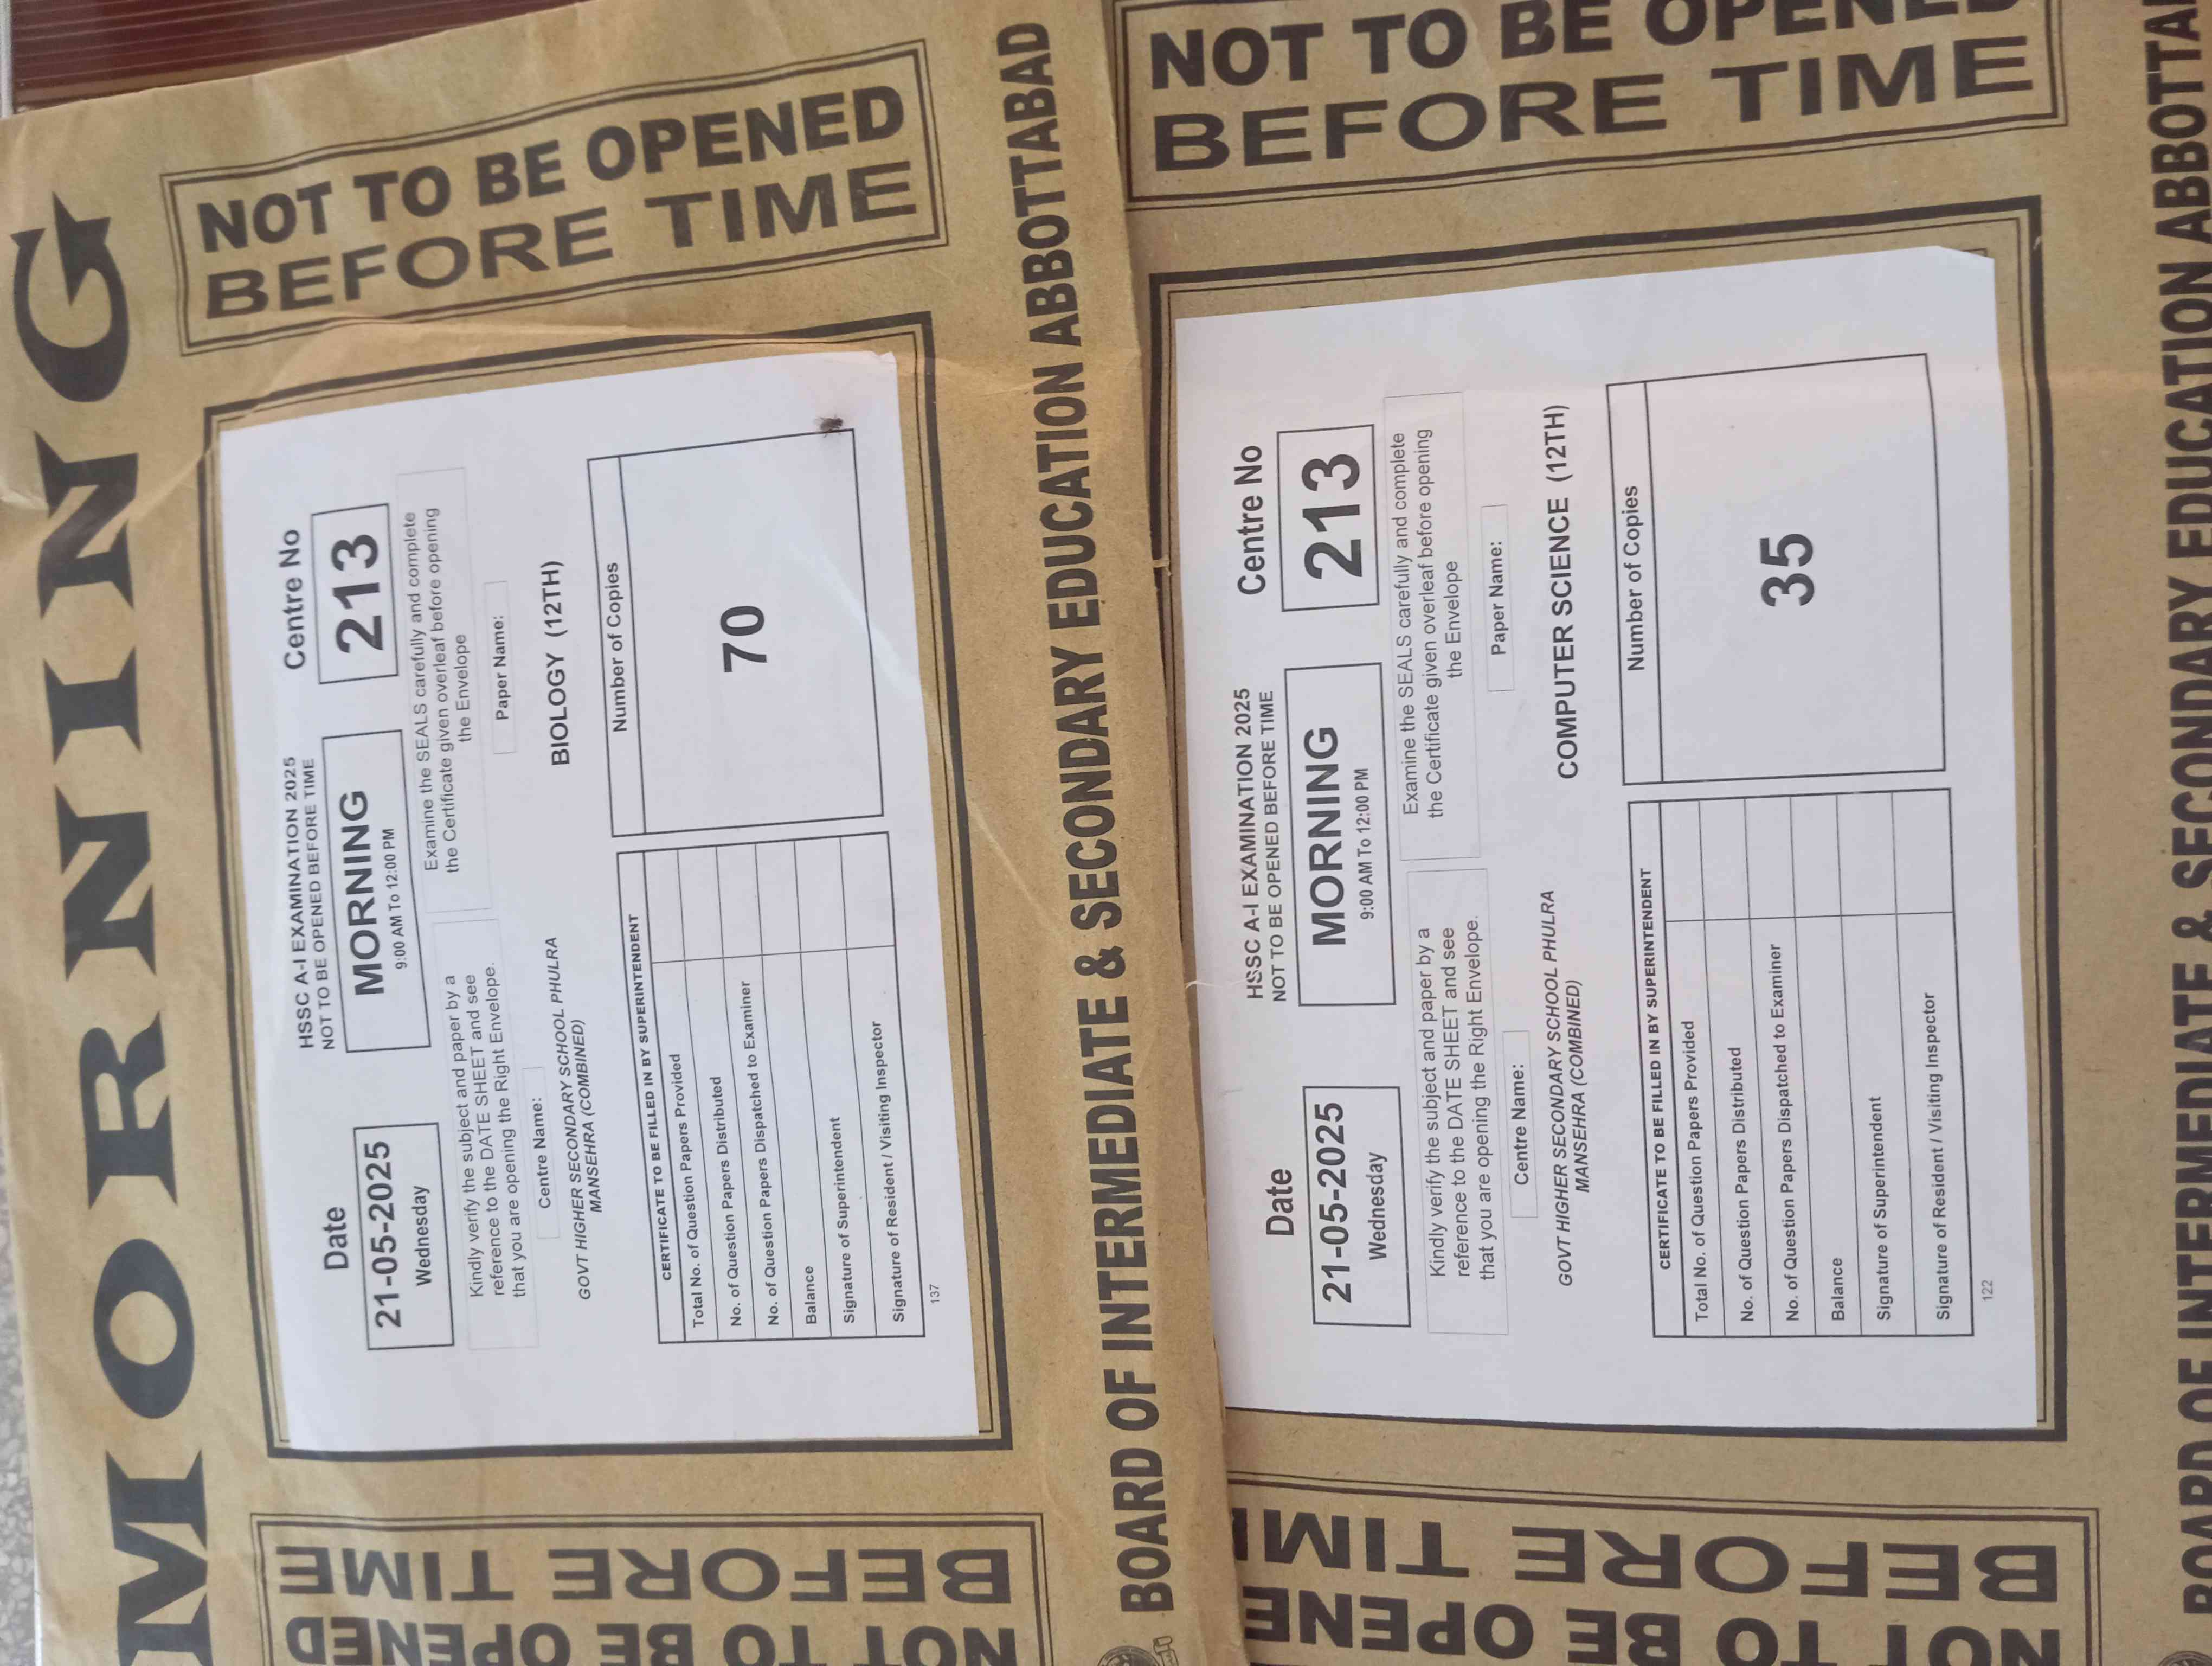 MORNING
NOT TO BE OPENED
BEFORE TIME
HSSC A-I EXAMINATION 2025
NOT TO BE OPENED BEFORE TIME
Date
21-05-2025
Wednesday
MORNING
9:00 AM To 12:00 PM
Centre No
213
Kindly verify the subject and paper by a
reference to the DATE SHEET and see
that you are opening the Right Envelope.
Examine the SEALS carefully and complete
the Certificate given overleaf before opening
the Envelope
Centre Name:
GOVT HIGHER SECONDARY SCHOOL PHULRA
MANSEHRA (COMBINED)
Paper Name:
BIOLOGY (12TH)
CERTIFICATE TO BE FILLED IN BY SUPERINTENDENT
Total No. of Question Papers Provided
No. of Question Papers Distributed
No. of Question Papers Dispatched to Examiner
Balance
Signature of Superintendent
Signature of Resident / Visiting Inspector
Number of Copies
70
137
NOT TO BE OPENED
BEFORE TIME
BOARD OF INTERMEDIATE & SECONDARY EDUCATION ABBOTTABAD
NOT TO BE OPENED
BEFORE TIME
HSSC A-I EXAMINATION 2025
NOT TO BE OPENED BEFORE TIME
Date
21-05-2025
Wednesday
MORNING
9:00 AM To 12:00 PM
Centre No
213
Kindly verify the subject and paper by a
reference to the DATE SHEET and see
that you are opening the Right Envelope.
Examine the SEALS carefully and complete
the Certificate given overleaf before opening
the Envelope
Centre Name:
GOVT HIGHER SECONDARY SCHOOL PHULRA
MANSEHRA (COMBINED)
Paper Name:
COMPUTER SCIENCE (12TH)
CERTIFICATE TO BE FILLED IN BY SUPERINTENDENT
Total No. of Question Papers Provided
No. of Question Papers Distributed
No. of Question Papers Dispatched to Examiner
Balance
Signature of Superintendent
Signature of Resident / Visiting Inspector
Number of Copies
35
122
NOT TO BE OPENE
BEFORE TIM
BOARD OF INTERMEDIATE & SECONDARY EDUCATION ABBOTTA